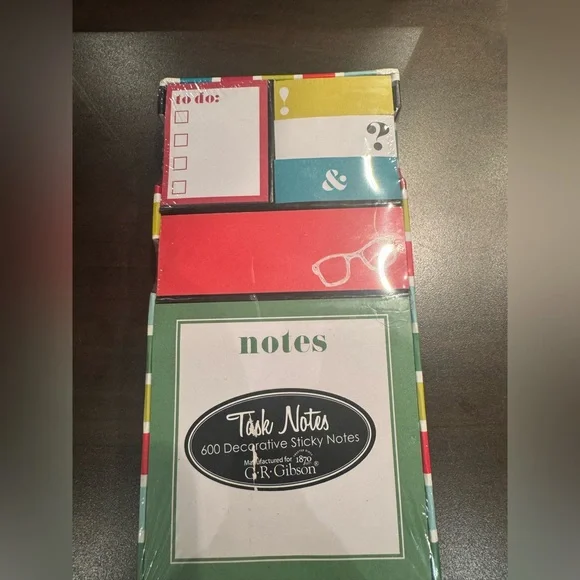 to do:
!
?
&
notes
Task Notes
600 Decorative Sticky Notes
Manufactured for
1870
C·R·Gibson®